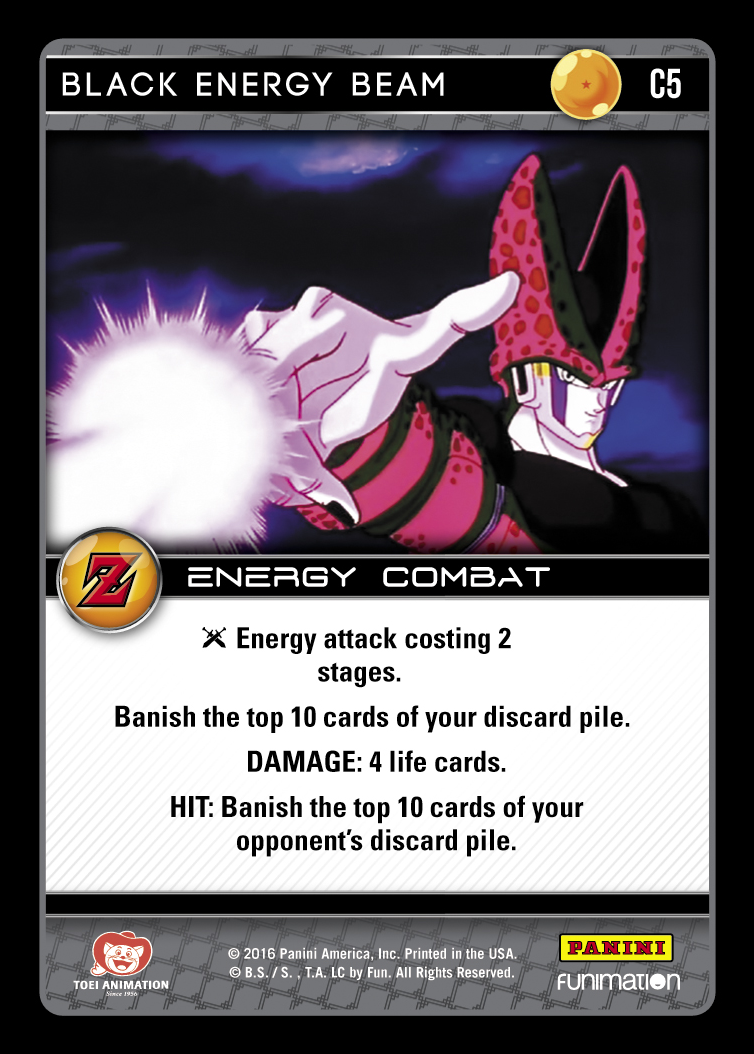 BLACK ENERGY BEAM
C5
Z
ENERGY COMBAT
Energy attack costing 2
stages.
Banish the top 10 cards of your discard pile.
DAMAGE: 4 life cards.
HIT: Banish the top 10 cards of your
opponent's discard pile.
TOEI ANIMATION
Since 1956
© 2016 Panini America, Inc. Printed in the USA.
© B.S. / S. , T.A. LC by Fun. All Rights Reserved.
PANINI
FUNIMATION